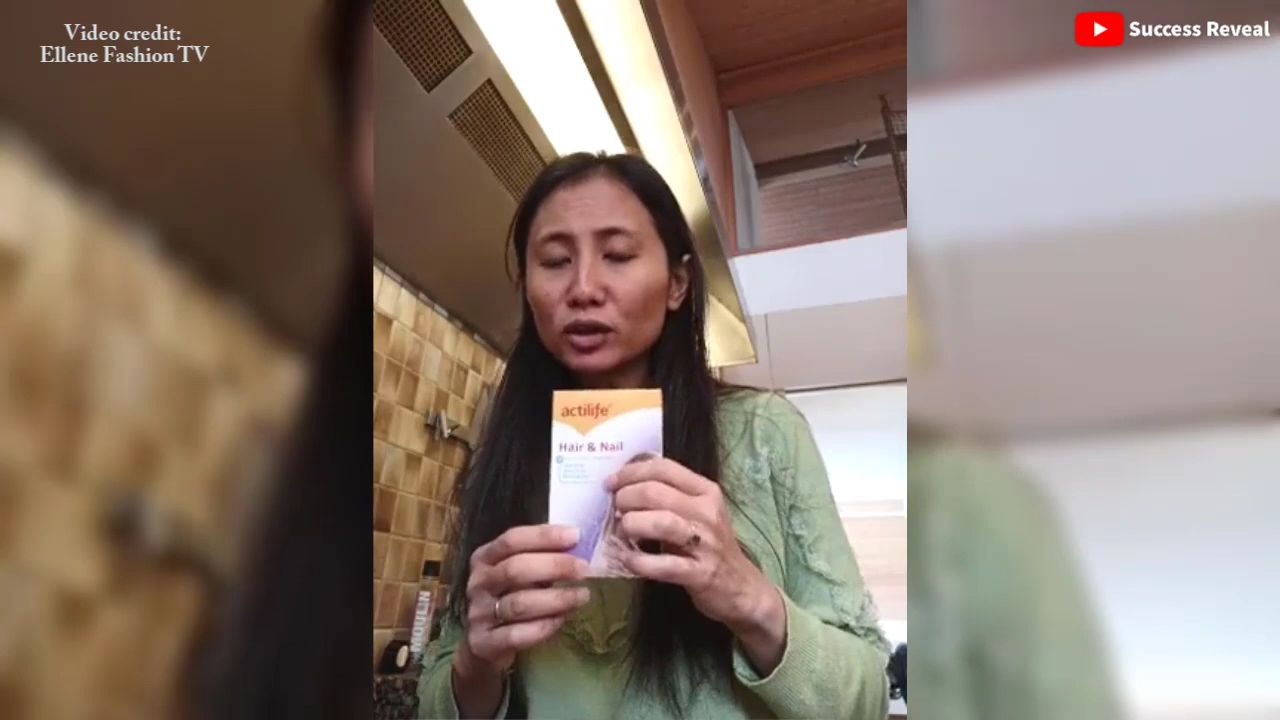 Video credit:
Ellene Fashion TV
Success Reveal
actilife
Hair & Nail
MOULIN